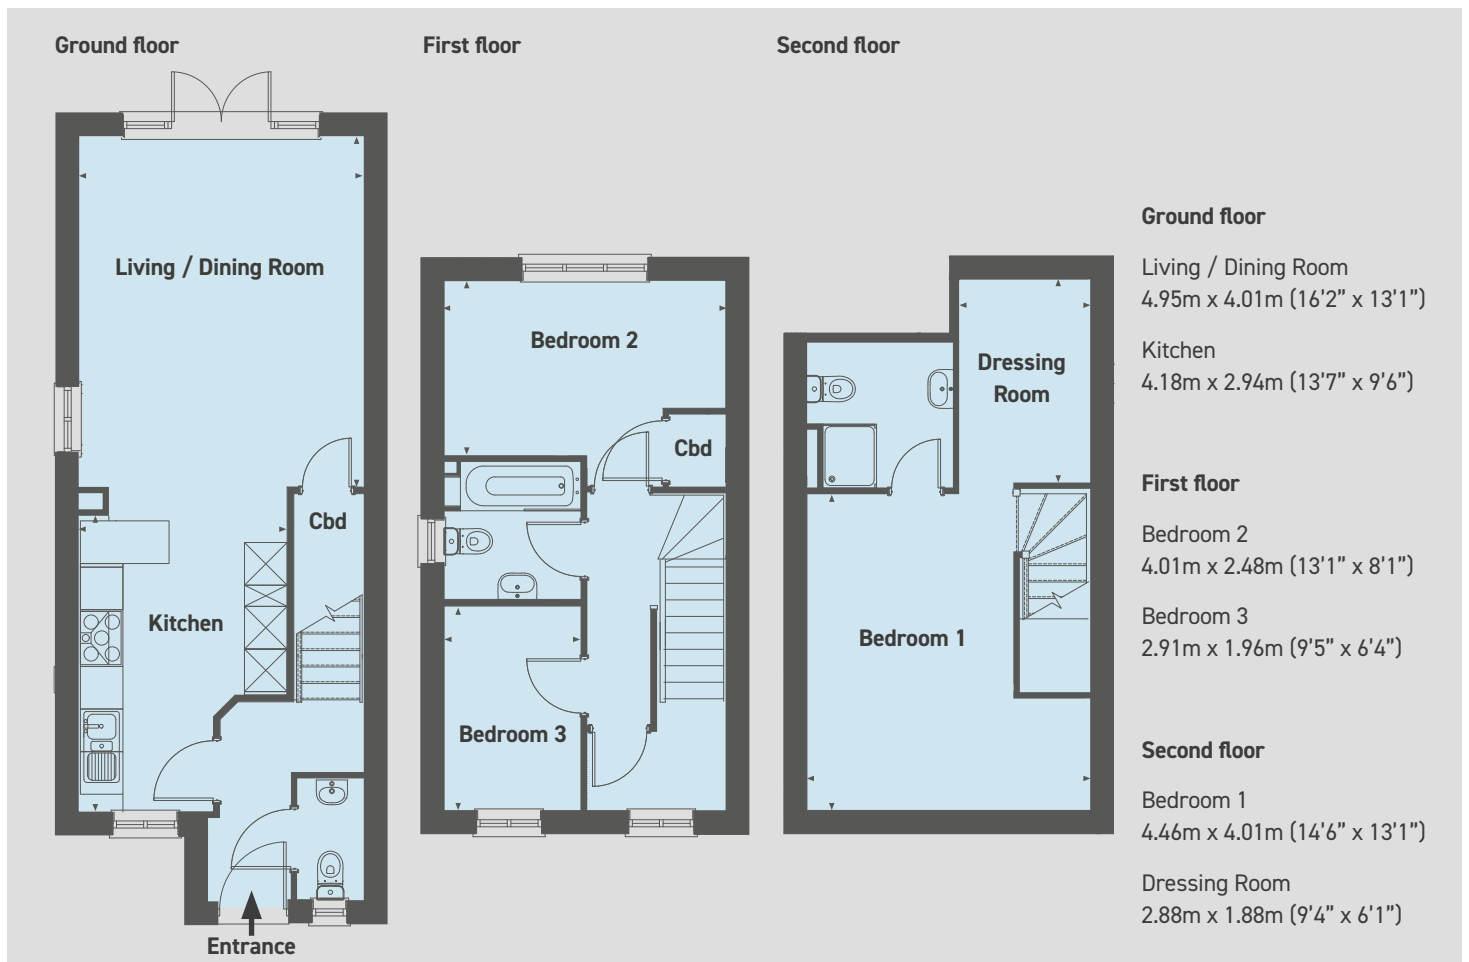 Ground floor
First floor
Second floor
Living / Dining Room
Cbd
Kitchen
Entrance
Bedroom 2
Cbd
Bedroom 3
Dressing
Room
Bedroom 1
Ground floor
Living / Dining Room
4.95m x 4.01m (16’2” x 13’1”)
Kitchen
4.18m x 2.94m (13’7” x 9’6”)
First floor
Bedroom 2
4.01m x 2.48m (13’1” x 8’1”)
Bedroom 3
2.91m x 1.96m (9’5” x 6’4”)
Second floor
Bedroom 1
4.46m x 4.01m (14’6” x 13’1”)
Dressing Room
2.88m x 1.88m (9’4” x 6’1”)